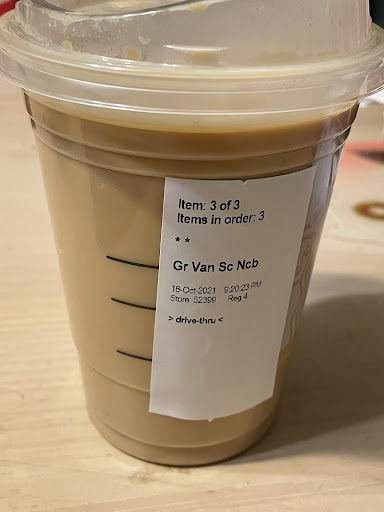 Item: 3 of 3
Items in order: 3
* *
Gr Van Sc Ncb
16-Oct-2021 9:20:23 PM
Store 52399 Reg 4
> drive-thru <